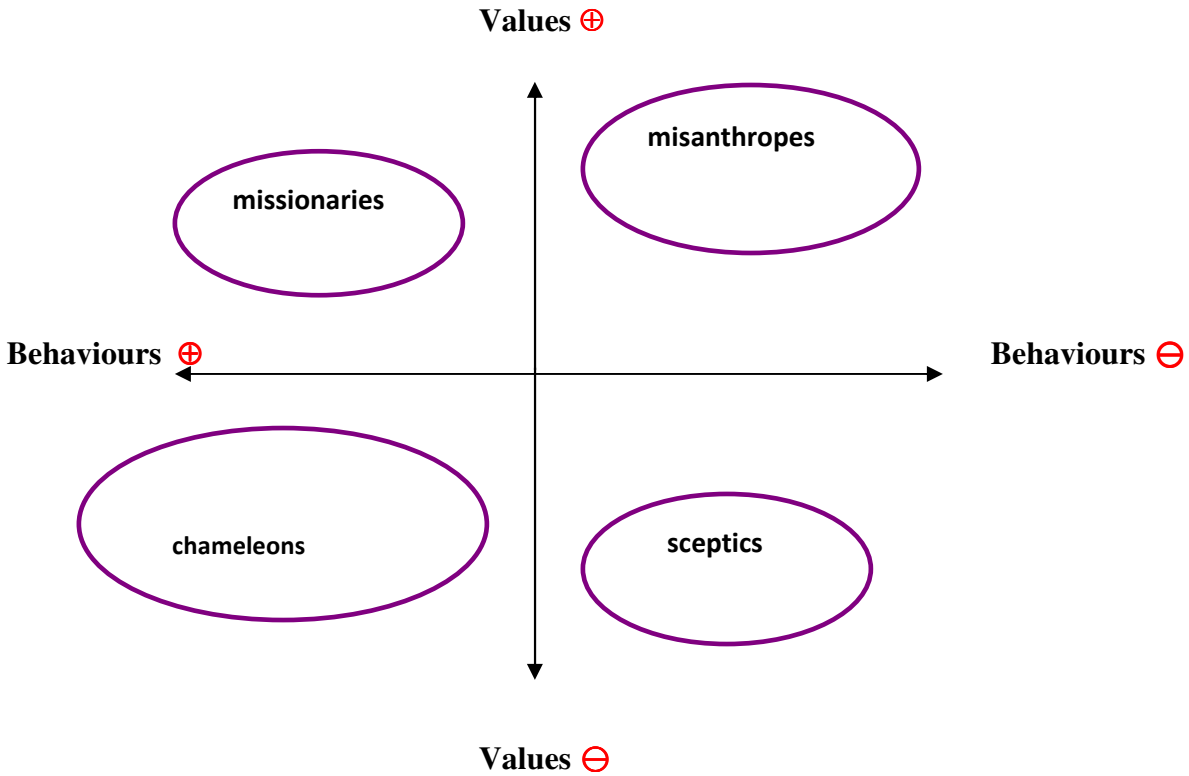 Values ⊕
misanthropes
missionaries
Behaviours ⊕
Behaviours ⊖
chameleons
sceptics
Values ⊖